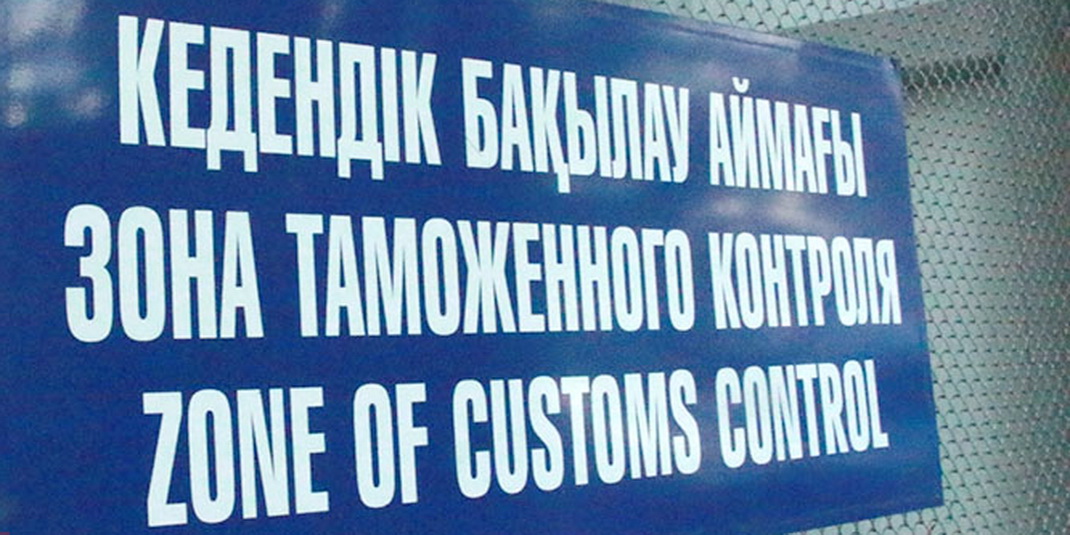 КЕДЕНДІК БАҚЫЛАУ АЙМАҒЫ
ЗОНА ТАМОЖЕННОГО КОНТРОЛЯ
ZONE OF CUSTOMS CONTROL